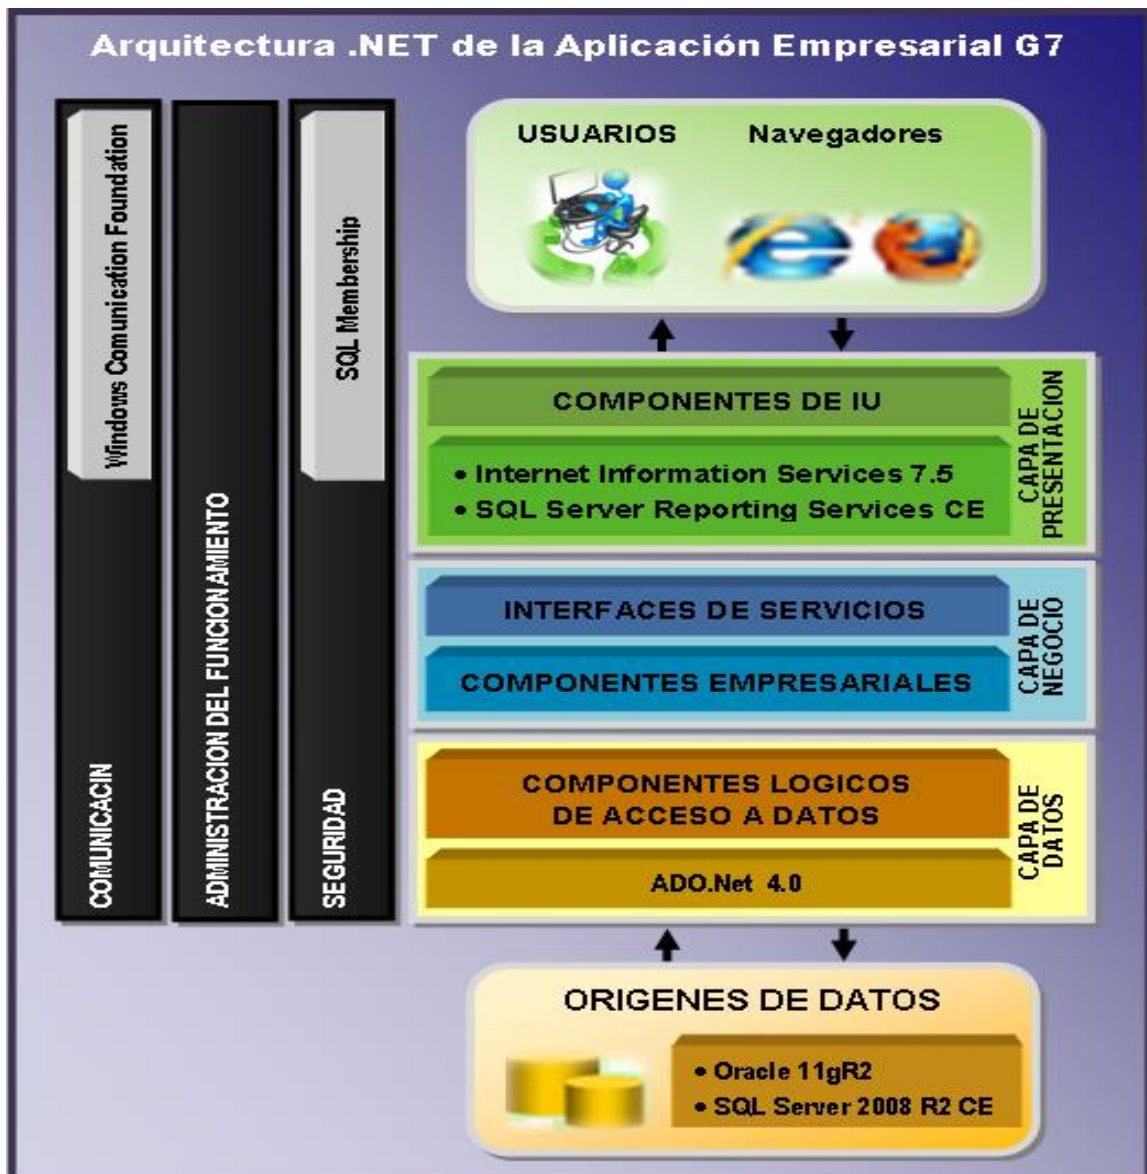 Arquitectura .NET de la Aplicación Empresarial G7
Windows Comunication Foundation
COMUNICACIN
ADMINISTRACION DEL FUNCIONAMIENTO
SQL Membership
SEGURIDAD
USUARIOS
Navegadores
COMPONENTES DE IU
• Internet Information Services 7.5
• SQL Server Reporting Services CE
CAPA DE
PRESENTACION
INTERFACES DE SERVICIOS
COMPONENTES EMPRESARIALES
CAPA DE
NEGOCIO
COMPONENTES LOGICOS
DE ACCESO A DATOS
ADO.Net 4.0
CAPA DE
DATOS
ORIGENES DE DATOS
• Oracle 11gR2
• SQL Server 2008 R2 CE